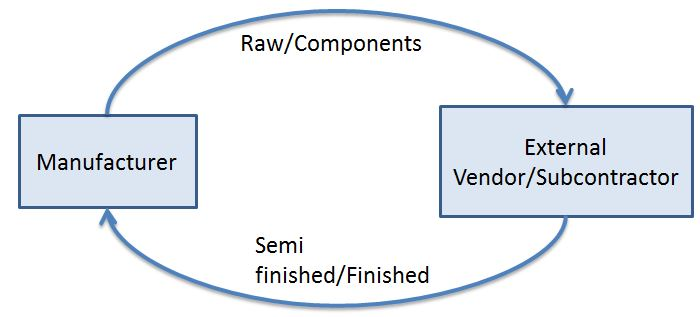 Raw/Components
Manufacturer
External
Vendor/Subcontractor
Semi
finished/Finished